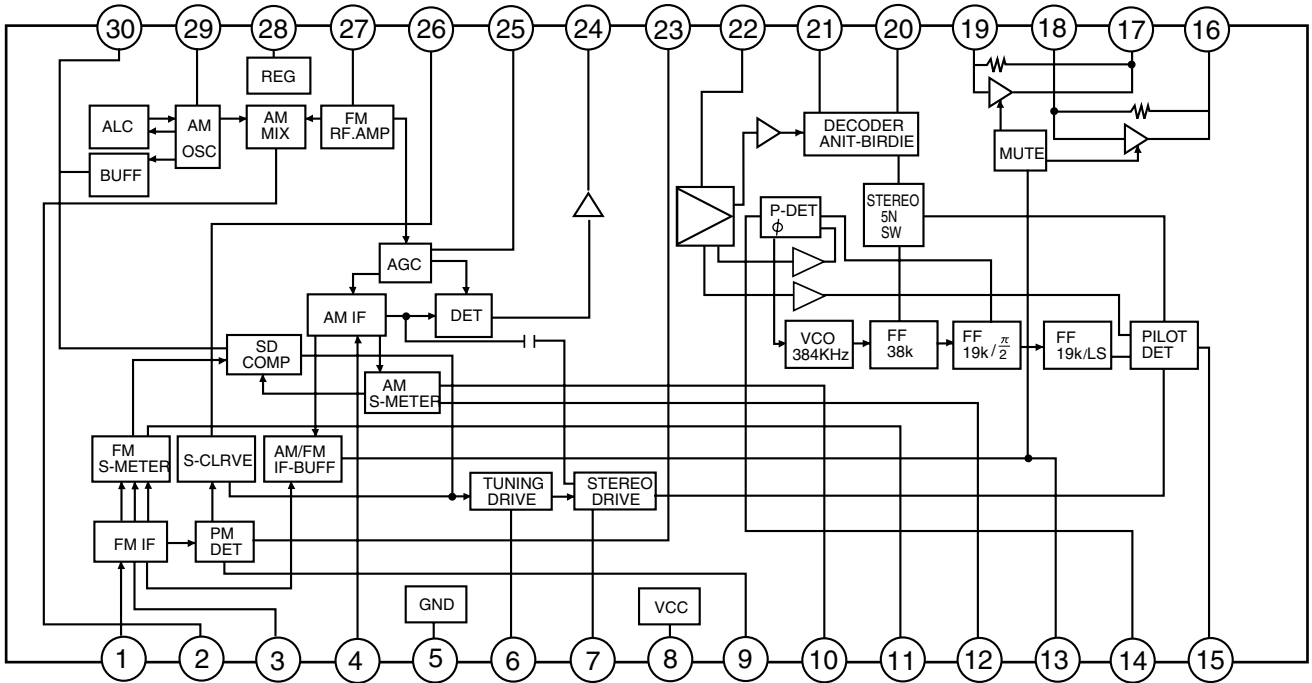 30 29 28 27 26 25 24 23 22 21 20 19 18 17 16
REG
ALC
AM
OSC
AM
MIX
FM
RF.AMP
BUFF
DECODER
ANIT-BIRDIE
MUTE
P-DET
ϕ
STEREO
5N
SW
AGC
AM IF
DET
SD
COMP
VCO
384KHz
FF
38k
FF
19k/π/2
FF
19k/LS
PILOT
DET
AM
S-METER
FM
S-METER
S-CLRVE
AM/FM
IF-BUFF
TUNING
DRIVE
STEREO
DRIVE
FM IF
PM
DET
GND
VCC
1 2 3 4 5 6 7 8 9 10 11 12 13 14 15